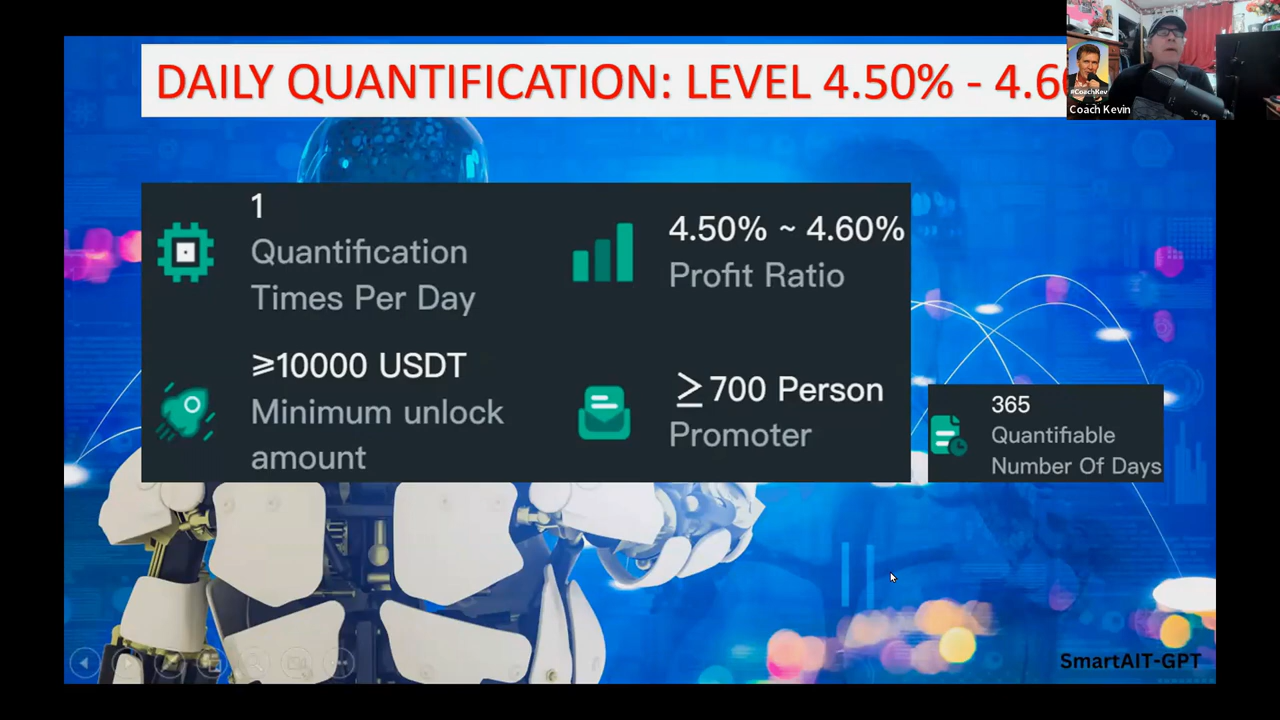 DAILY QUANTIFICATION: LEVEL 4.50% - 4.6
#CoachKev
Coach Kevin
1
Quantification
Times Per Day
4.50% ~ 4.60%
Profit Ratio
≥10000 USDT
Minimum unlock
amount
≥ 700 Person
Promoter
365
Quantifiable
Number Of Days
SmartAIT-GPT